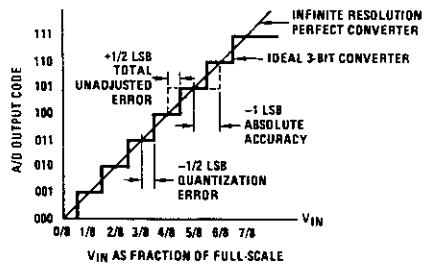 INFINITE RESOLUTION
PERFECT CONVERTER
111
+1/2 LSB
TOTAL
UNADJUSTED
ERROR
IDEAL 3-BIT CONVERTER
110
101
100
-1 LSB
ABSOLUTE
ACCURACY
011
-1/2 LSB
QUANTIZATION
ERROR
010
001
000
A/D OUTPUT CODE
0/8 1/8 2/8 3/8 4/8 5/8 6/8 7/8
VIN
VIN AS FRACTION OF FULL-SCALE